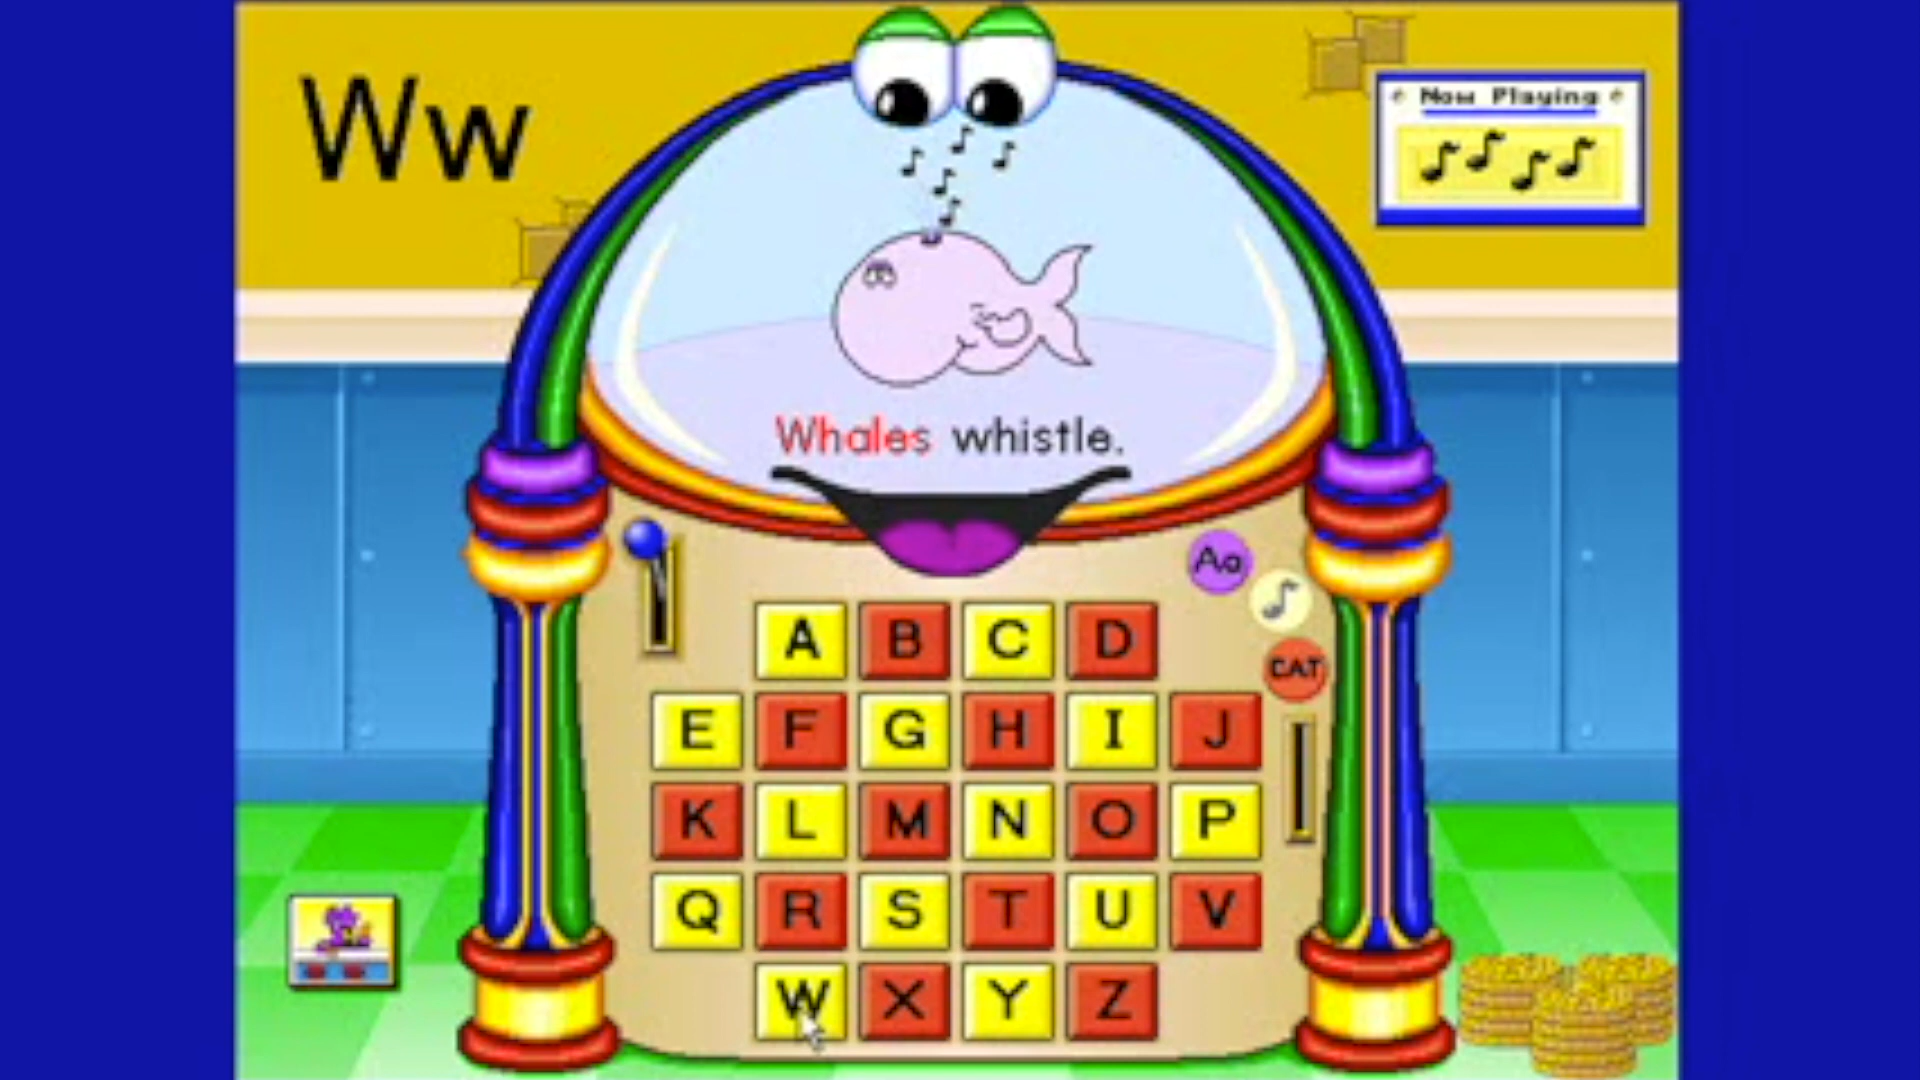 Ww
Now Playing
Whales whistle.
Aa
CAT
A B C D
E F G H I J
K L M N O P
Q R S T U V
W X Y Z